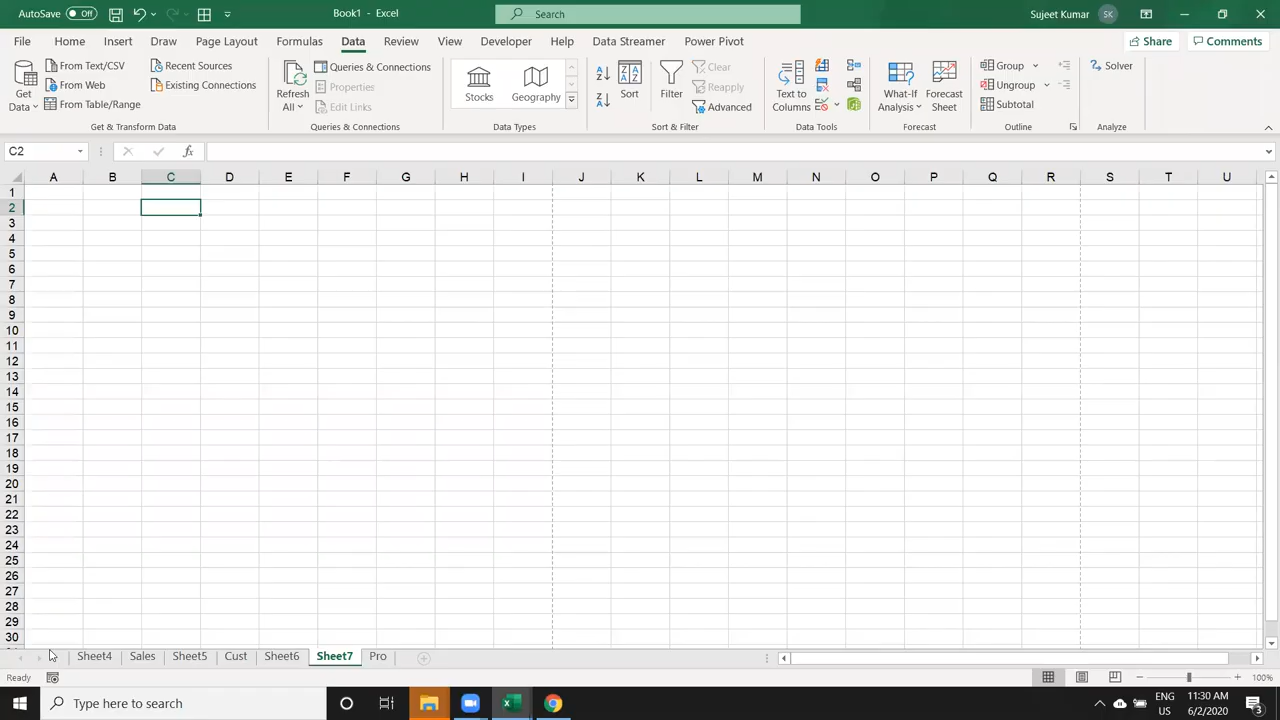 AutoSave Off Book1 - Excel Search Sujeet Kumar SK
File Home Insert Draw Page Layout Formulas Data Review View Developer Help Data Streamer Power Pivot Share Comments
Get Data From Text/CSV Recent Sources Refresh All Queries & Connections Stocks Geography Sort Filter Clear Text to Columns What-If Analysis Forecast Sheet Group Solver
From Web Existing Connections Properties Reapply Ungroup
From Table/Range Edit Links Advanced Subtotal
Get & Transform Data Queries & Connections Data Types Sort & Filter Data Tools Forecast Outline Analyze
C2 fx
A B C D E F G H I J K L M N O P Q R S T U
1
2
3
4
5
6
7
8
9
10
11
12
13
14
15
16
17
18
19
20
21
22
23
24
25
26
27
28
29
30
Sheet4 Sales Sheet5 Cust Sheet6 Sheet7 Pro
Ready 100%
Type here to search ENG 11:30 AM
US 6/2/2020 3